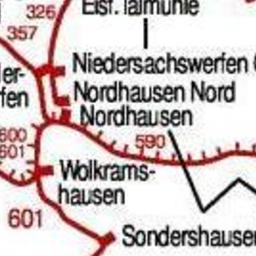 326
Eisf. Talmühle
357
Niedersachswerfen
Nordhausen Nord
Nordhausen
600
601
590
Wolkrams-
hausen
601
Sondershausen